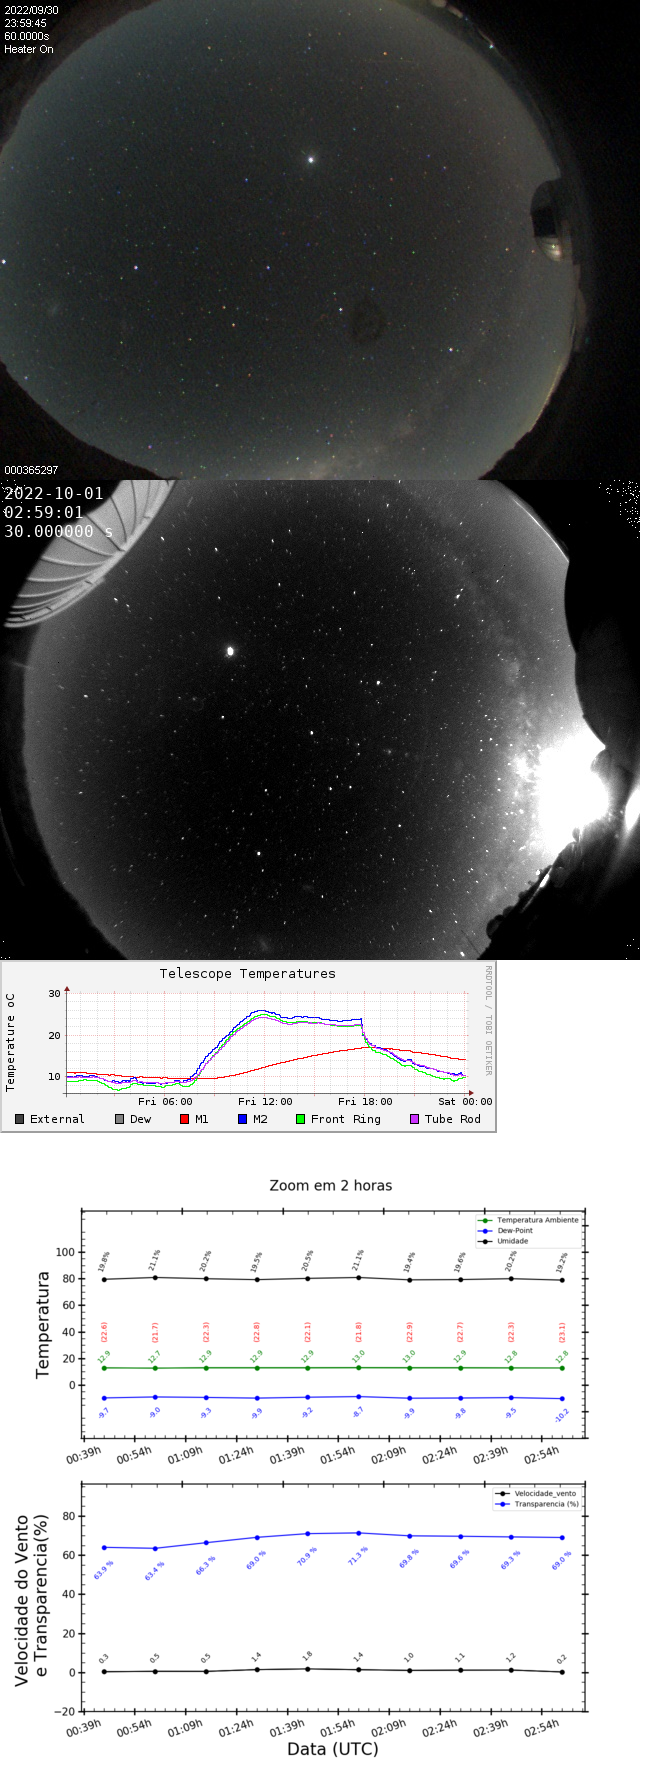 2022/09/30
23:59:45
60.0000s
Heater On
000365297
2022-10-01
02:59:01
30.000000 s
Telescope Temperatures
RRDTOOL / TOBI OETIKER
Temperature oC
30
20
10
Fri 06:00 Fri 12:00 Fri 18:00 Sat 00:00
External Dew M1 M2 Front Ring Tube Rod
Zoom em 2 horas
Temperatura Ambiente
Dew-Point
Umidade
Temperatura
100
80
60
40
20
0
19.8% 21.1% 20.2% 19.5% 20.5% 21.1% 19.4% 19.6% 20.2% 19.2%
(22.6) (21.7) (22.3) (22.8) (22.1) (21.8) (22.9) (22.7) (22.3) (23.1)
12.9 12.7 12.9 12.9 12.9 13.0 13.0 12.9 12.8 12.8
-9.7 -9.0 -9.3 -9.9 -9.2 -8.7 -9.9 -9.8 -9.5 -10.2
00:39h 00:54h 01:09h 01:24h 01:39h 01:54h 02:09h 02:24h 02:39h 02:54h
Velocidade_vento
Transparencia (%)
Velocidade do Vento
e Transparencia(%)
80
60
40
20
0
−20
63.9 % 63.4 % 66.3 % 69.0 % 70.9 % 71.3 % 69.8 % 69.6 % 69.3 % 69.0 %
0.3 0.5 0.5 1.4 1.8 1.4 1.0 1.1 1.2 0.2
00:39h 00:54h 01:09h 01:24h 01:39h 01:54h 02:09h 02:24h 02:39h 02:54h
Data (UTC)